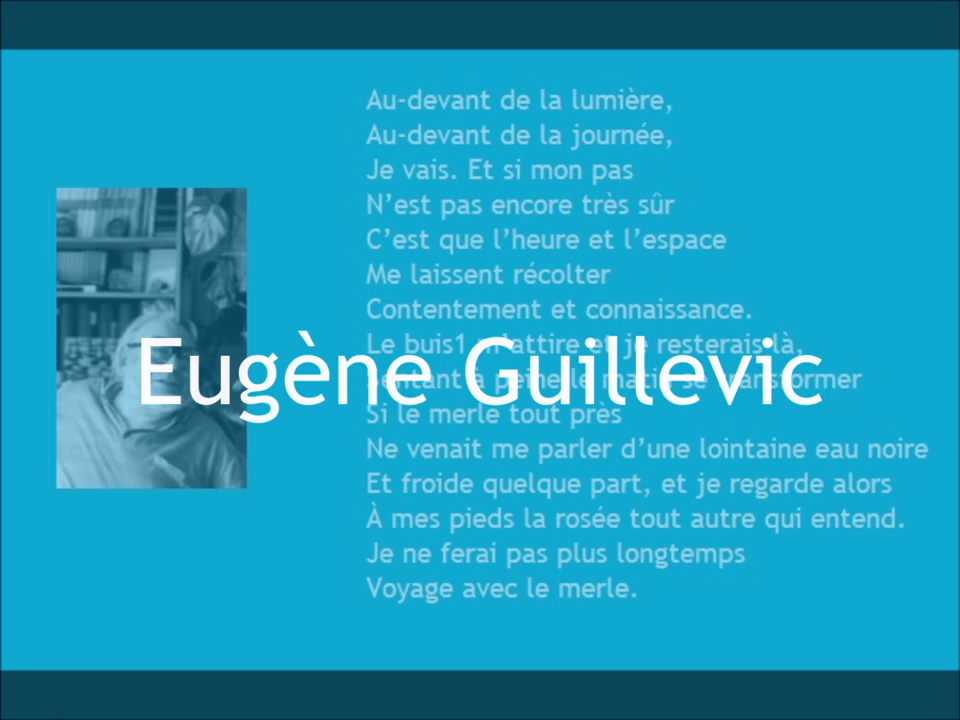 Au-devant de la lumière,
Au-devant de la journée,
Je vais. Et si mon pas
N'est pas encore très sûr
C'est que l'heure et l'espace
Me laissent récolter
Contentement et connaissance.
Le buis1 m'attire et je resterais là,
Eugène Guillevic
Sentant à peine le matin se transformer
Si le merle tout près
Ne venait me parler d'une lointaine eau noire
Et froide quelque part, et je regarde alors
À mes pieds la rosée tout autre qui entend.
Je ne ferai pas plus longtemps
Voyage avec le merle.